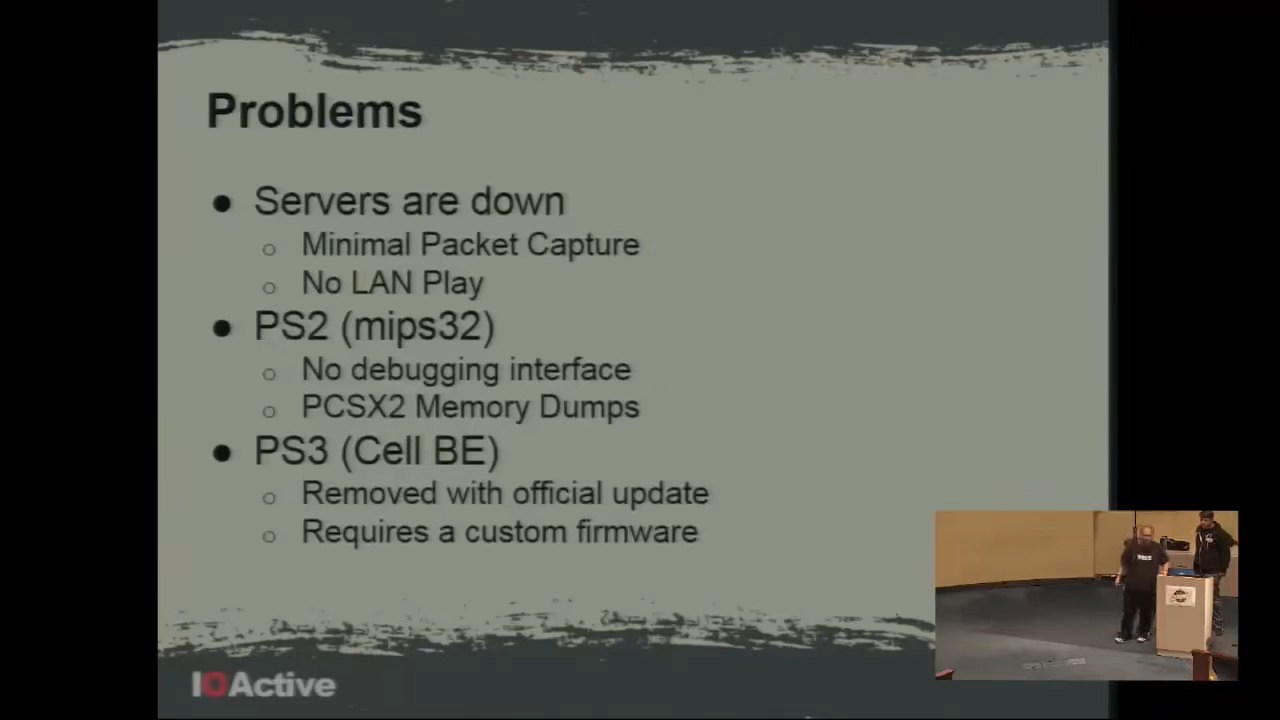 Problems
● Servers are down
○ Minimal Packet Capture
○ No LAN Play
● PS2 (mips32)
○ No debugging interface
○ PCSX2 Memory Dumps
● PS3 (Cell BE)
○ Removed with official update
○ Requires a custom firmware
IOActive